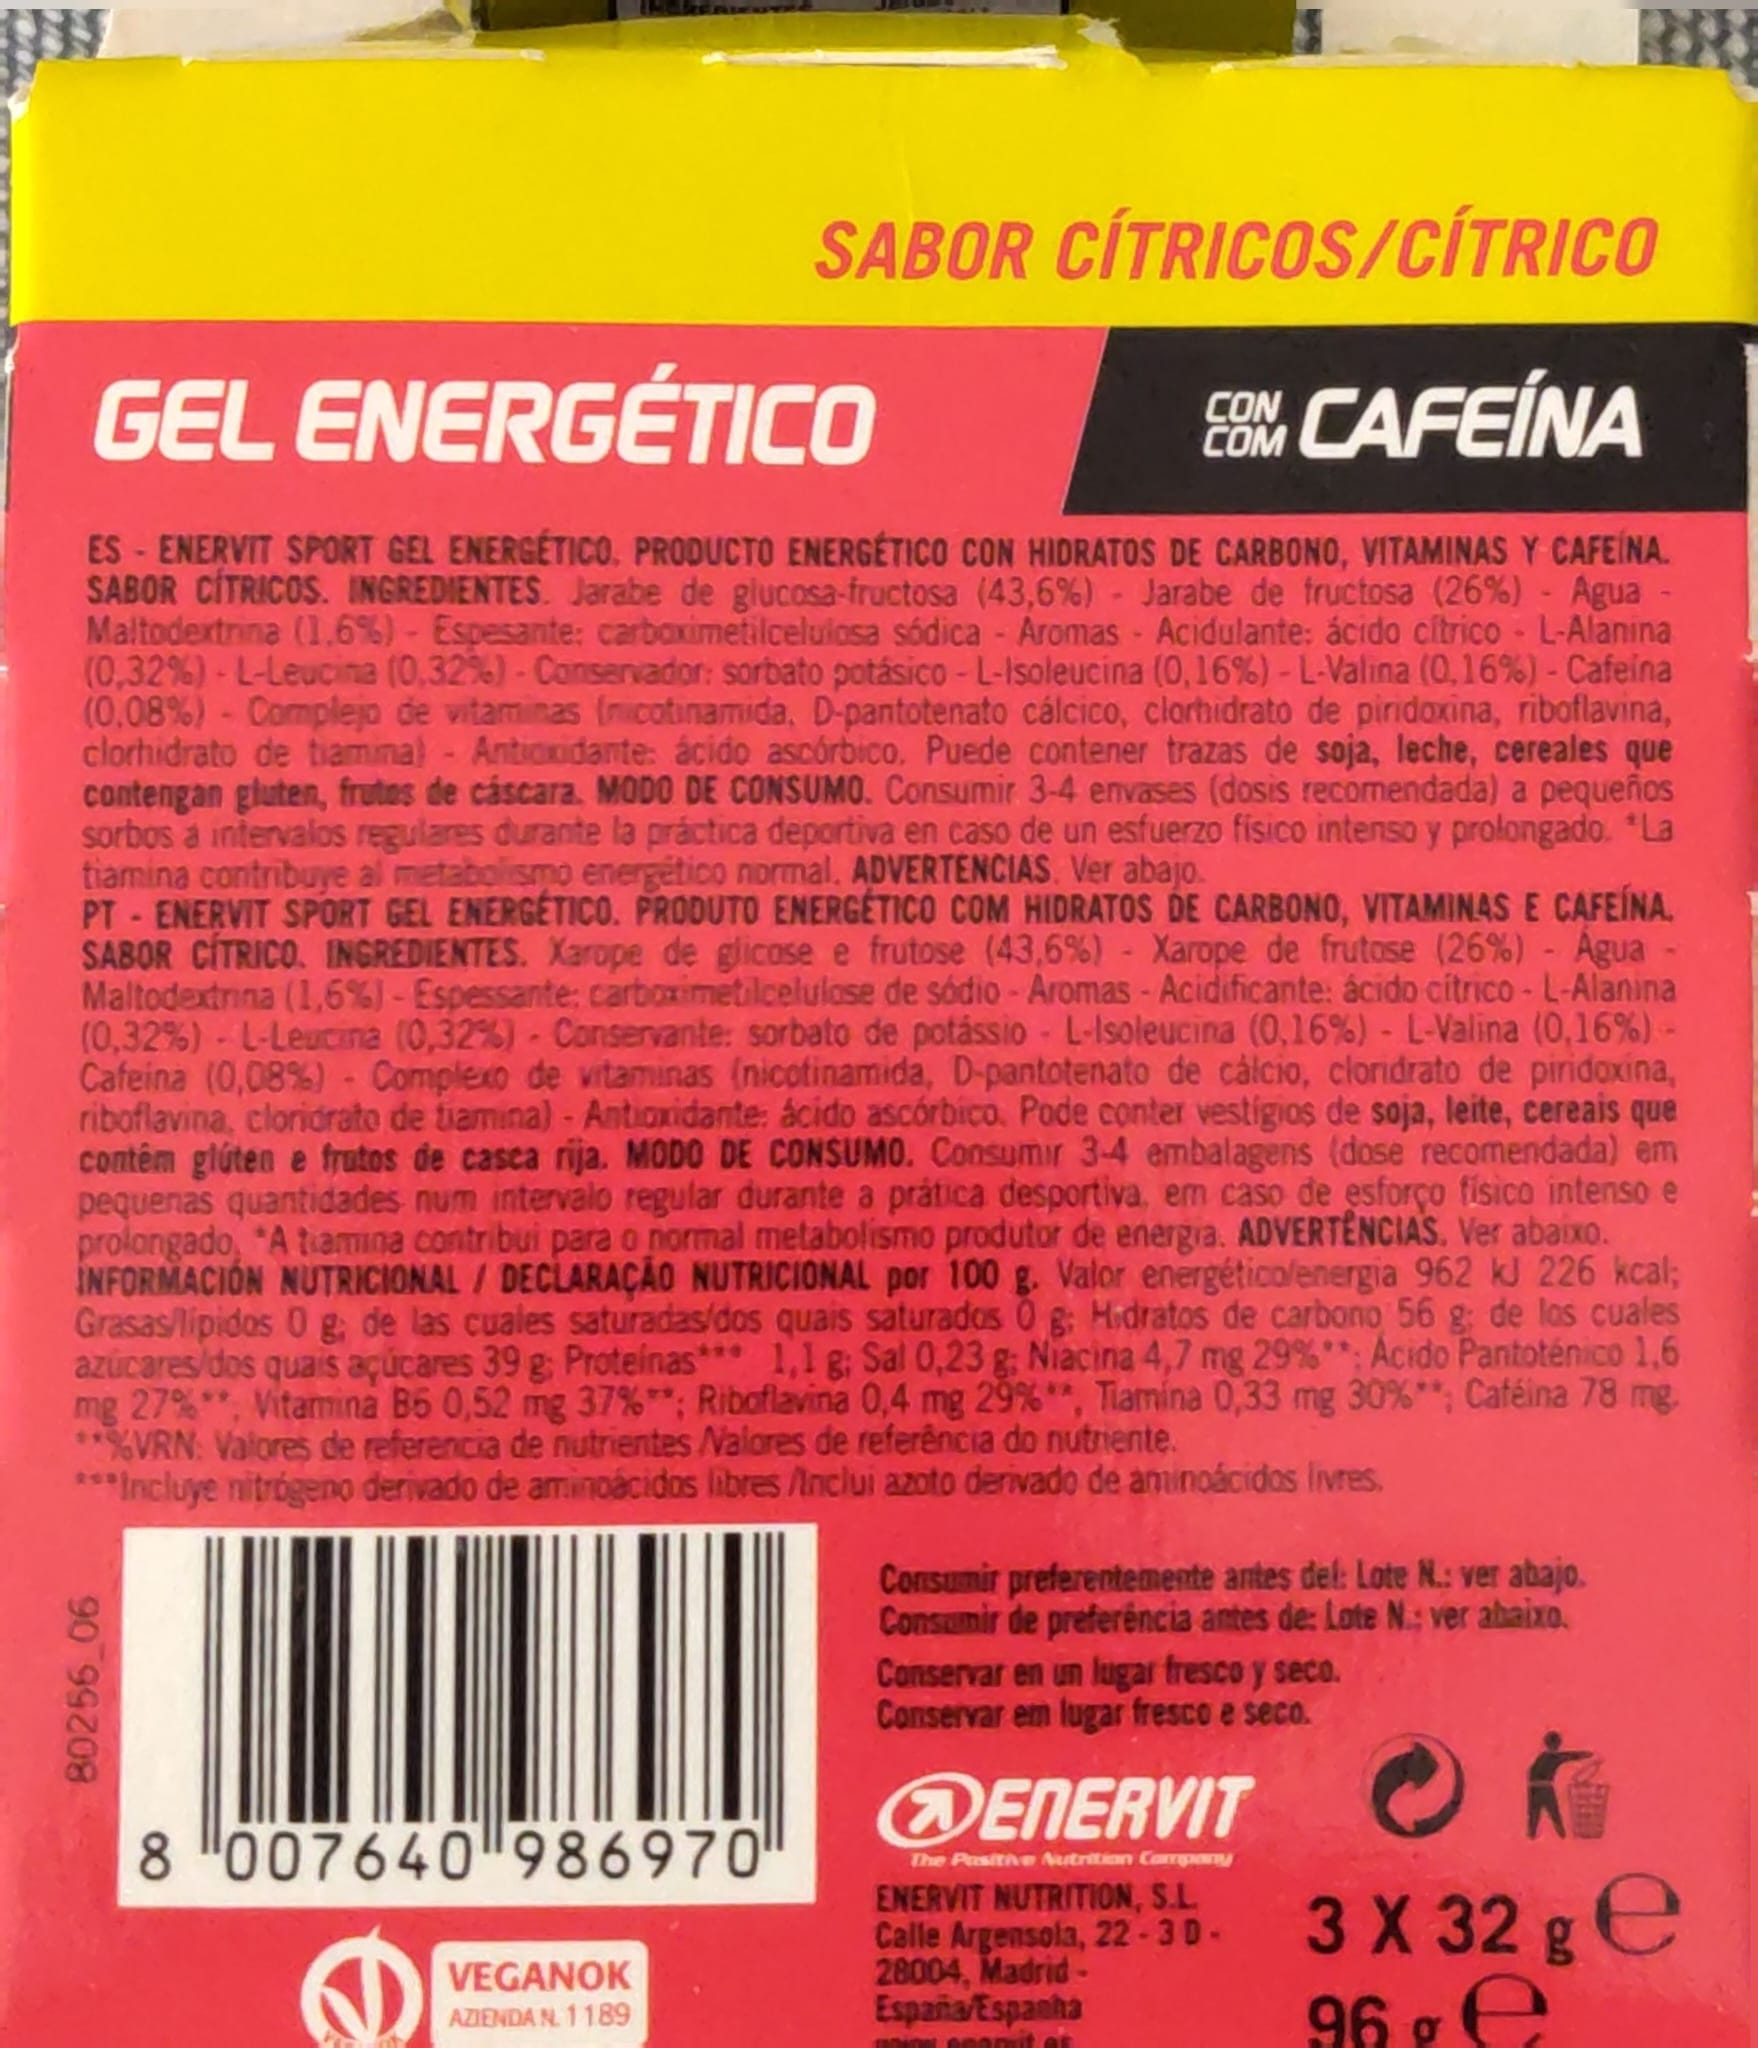 SABOR CÍTRICOS/CÍTRICO
GEL ENERGÉTICO
CON
COM CAFEÍNA
ES - ENERVIT SPORT GEL ENERGÉTICO. PRODUCTO ENERGÉTICO CON HIDRATOS DE CARBONO, VITAMINAS Y CAFEÍNA.
SABOR CÍTRICOS. INGREDIENTES. Jarabe de glucosa-fructosa (43,6%) - Jarabe de fructosa (26%) - Agua -
Maltodextrina (1,6%) - Espesante: carboximetilcelulosa sódica - Aromas - Acidulante: ácido cítrico - L-Alanina
(0,32%) - L-Leucina (0,32%) - Conservador: sorbato potásico - L-Isoleucina (0,16%) - L-Valina (0,16%) - Cafeína
(0,08%) - Complejo de vitaminas (nicotinamida, D-pantotenato cálcico, clorhidrato de piridoxina, riboflavina,
clorhidrato de tiamina) - Antioxidante: ácido ascórbico. Puede contener trazas de soja, leche, cereales que
contengan gluten, frutos de cáscara. MODO DE CONSUMO. Consumir 3-4 envases (dosis recomendada) a pequeños
sorbos a intervalos regulares durante la práctica deportiva en caso de un esfuerzo físico intenso y prolongado. *La
tiamina contribuye al metabolismo energético normal. ADVERTENCIAS. Ver abajo.
PT - ENERVIT SPORT GEL ENERGÉTICO. PRODUTO ENERGÉTICO COM HIDRATOS DE CARBONO, VITAMINAS E CAFEÍNA.
SABOR CÍTRICO. INGREDIENTES. Xarope de glicose e frutose (43,6%) - Xarope de frutose (26%) - Água -
Maltodextrina (1,6%) - Espessante: carboximetilcelulose de sódio - Aromas - Acidificante: ácido cítrico - L-Alanina
(0,32%) - L-Leucina (0,32%) - Conservante: sorbato de potássio - L-Isoleucina (0,16%) - L-Valina (0,16%) -
Cafeína (0,08%) - Complexo de vitaminas (nicotinamida, D-pantotenato de cálcio, cloridrato de piridoxina,
riboflavina, cloridrato de tiamina) - Antioxidante: ácido ascórbico. Pode conter vestígios de soja, leite, cereais que
contêm glúten e frutos de casca rija. MODO DE CONSUMO. Consumir 3-4 embalagens (dose recomendada) em
pequenas quantidades num intervalo regular durante a prática desportiva, em caso de esforço físico intenso e
prolongado. *A tiamina contribui para o normal metabolismo produtor de energia. ADVERTÊNCIAS. Ver abaixo.
INFORMACIÓN NUTRICIONAL / DECLARAÇÃO NUTRICIONAL por 100 g. Valor energético/energia 962 kJ 226 kcal;
Grasas/lípidos 0 g; de las cuales saturadas/dos quais saturados 0 g; Hidratos de carbono 56 g; de los cuales
azúcares/dos quais açúcares 39 g; Proteínas*** 1,1 g; Sal 0,23 g; Niacina 4,7 mg 29%**; Ácido Pantoténico 1,6
mg 27%**, Vitamina B6 0,52 mg 37%**; Riboflavina 0,4 mg 29%**, Tiamina 0,33 mg 30%**; Caféina 78 mg.
**%VRN: Valores de referencia de nutrientes /Valores de referência do nutriente.
***Incluye nitrógeno derivado de aminoácidos libres /Inclui azoto derivado de aminoácidos livres.
80256_06
8 007640 986970
Consumir preferentemente antes del: Lote N.: ver abajo.
Consumir de preferência antes de: Lote N.: ver abaixo.
Conservar en un lugar fresco y seco.
Conservar em lugar fresco e seco.
ENERVIT
The Positive Nutrition Company
ENERVIT NUTRITION, S.L.
Calle Argensola, 22 - 3 D -
28004, Madrid -
España/Espanha
3 X 32 g e
96 g e
VEGANOK
AZIENDA N. 1189